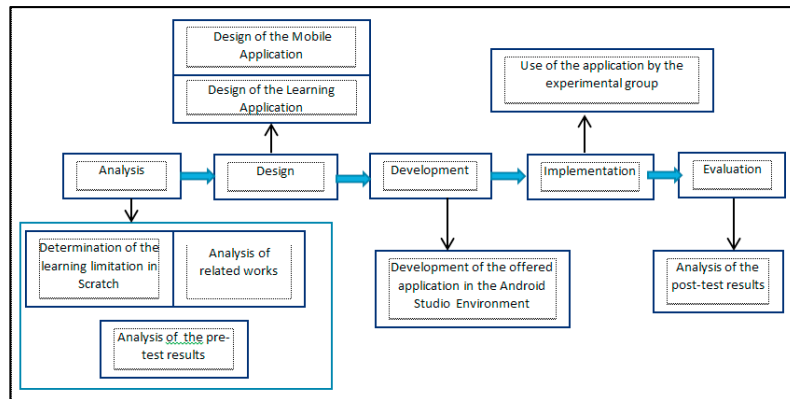 Design of the Mobile
Application
Design of the Learning
Application
Use of the application by the
experimental group
Analysis
Design
Development
Implementation
Evaluation
Determination of the
learning limitation in
Scratch
Analysis of
related works
Analysis of the pre-
test results
Development of the offered
application in the Android
Studio Environment
Analysis of the
post-test results